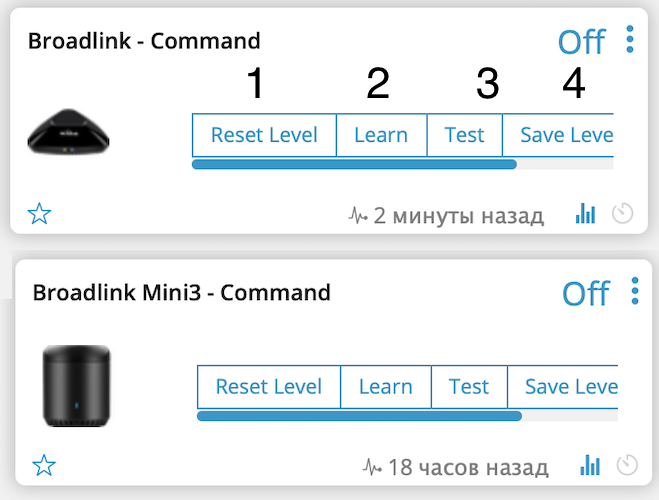 Broadlink - Command
Off
1 2 3 4
Reset Level Learn Test Save Leve
2 минуты назад
Broadlink Mini3 - Command
Off
Reset Level Learn Test Save Leve
18 часов назад